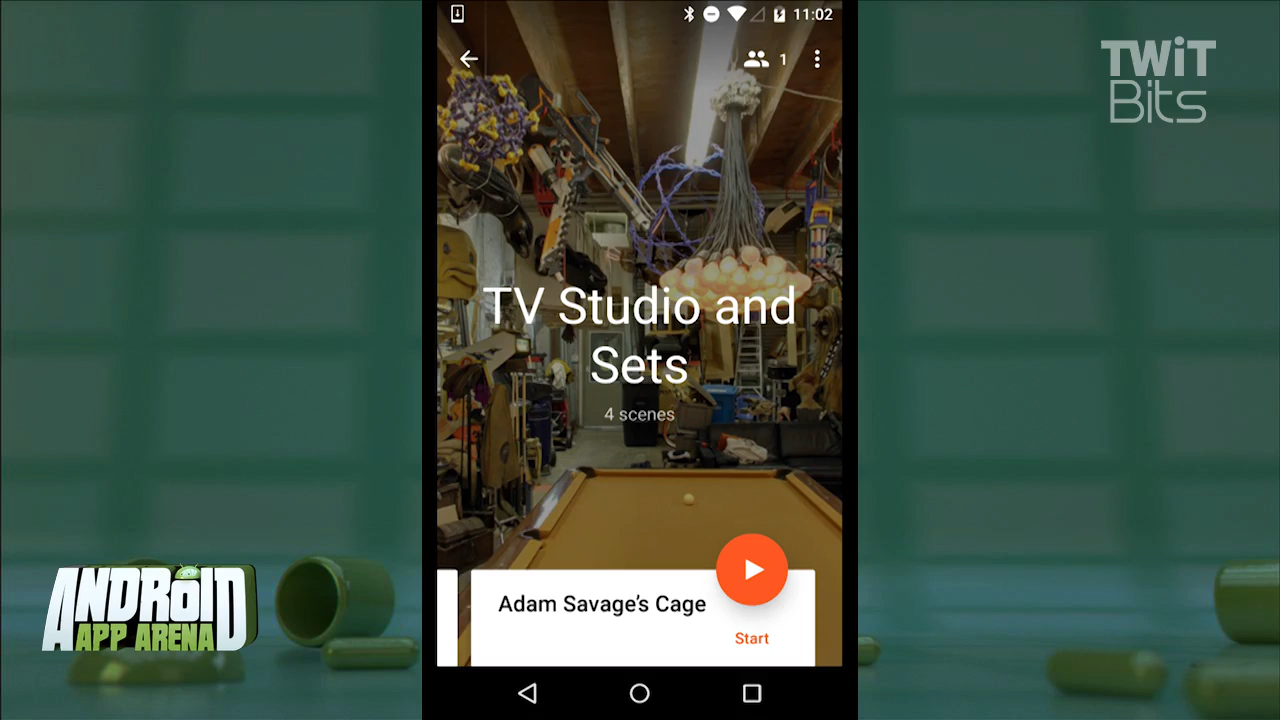 11:02
1
TWiT
Bits
TV Studio and
Sets
4 scenes
Adam Savage's Cage
Start
ANDROID
APP ARENA